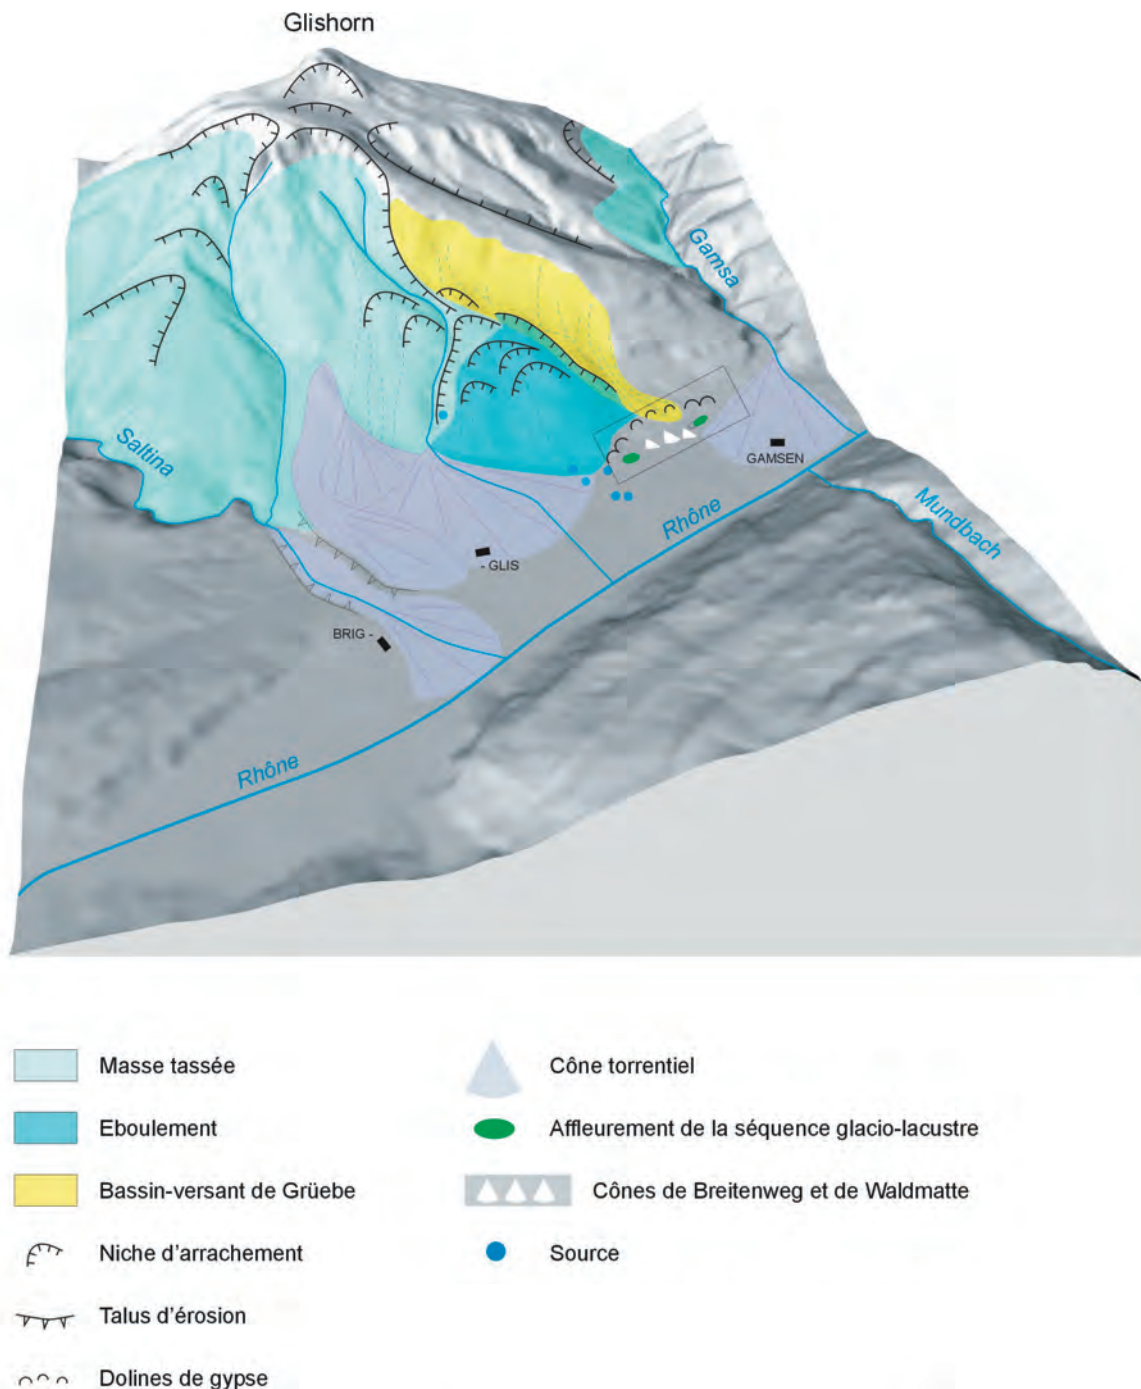 Glishorn
Gamsa
Saltina
GAMSEN
Rhône
Mundbach
- GLIS
BRIG -
Rhône
Masse tassée
Eboulement
Bassin-versant de Grüebe
Niche d'arrachement
Talus d'érosion
Dolines de gypse
Cône torrentiel
Affleurement de la séquence glacio-lacustre
Cônes de Breitenweg et de Waldmatte
Source